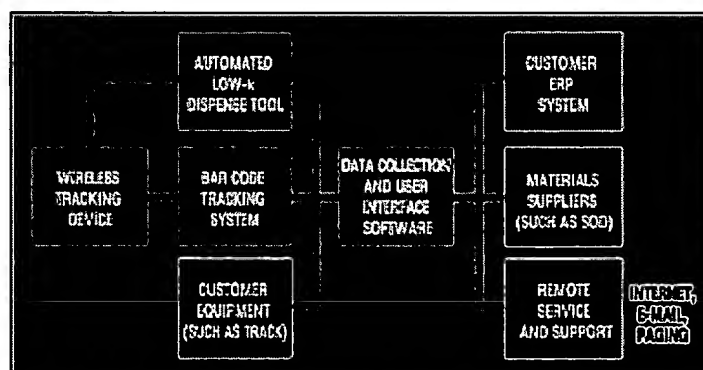 AUTOMATED
LOW-k
DISPENSE TOOL
CUSTOMER
ERP
SYSTEM
WIRELESS
TRACKING
DEVICE
BAR CODE
TRACKING
SYSTEM
DATA COLLECTION
AND USER
INTERFACE
SOFTWARE
MATERIALS
SUPPLIERS
(SUCH AS SOD)
CUSTOMER
EQUIPMENT
(SUCH AS TRACK)
REMOTE
SERVICE
AND SUPPORT
INTERNET,
E-MAIL,
PAGING